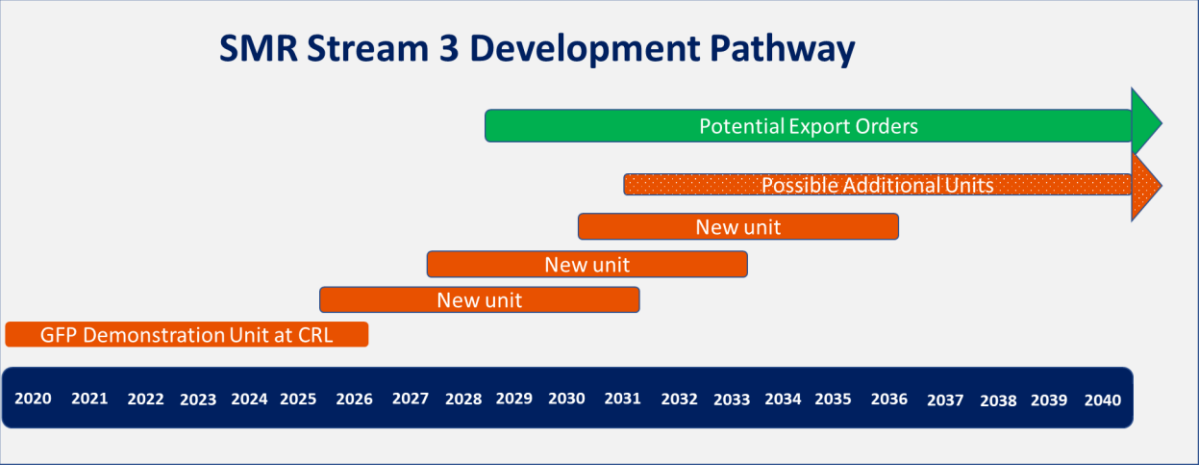 SMR Stream 3 Development Pathway
Potential Export Orders
Possible Additional Units
New unit
New unit
New unit
GFP Demonstration Unit at CRL
2020 2021 2022 2023 2024 2025 2026 2027 2028 2029 2030 2031 2032 2033 2034 2035 2036 2037 2038 2039 2040